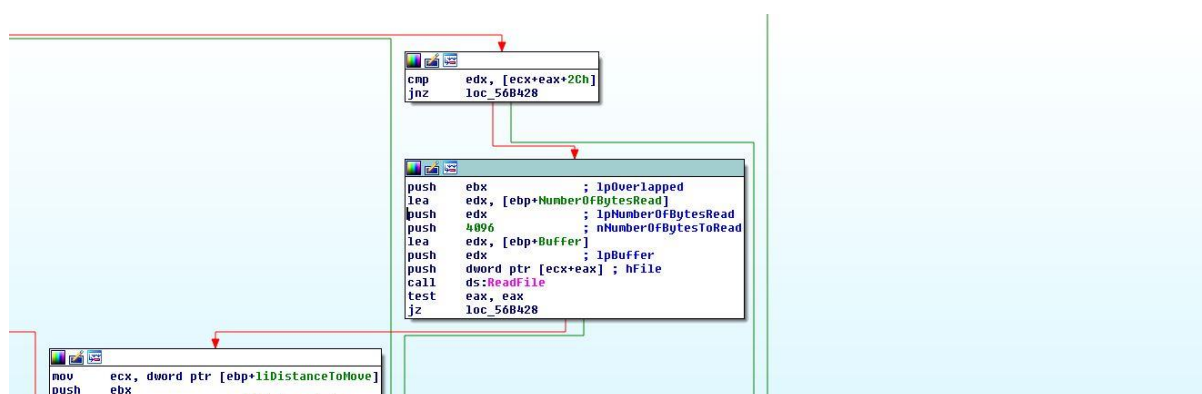 cmp edx, [ecx+eax+2Ch]
jnz loc_56B428
push ebx ; lpOverlapped
lea edx, [ebp+NumberOfBytesRead]
push edx ; lpNumberOfBytesRead
push 4096 ; nNumberOfBytesToRead
lea edx, [ebp+Buffer]
push edx ; lpBuffer
push dword ptr [ecx+eax] ; hFile
call ds:ReadFile
test eax, eax
jz loc_56B428
mov ecx, dword ptr [ebp+liDistanceToMove]
push ebx